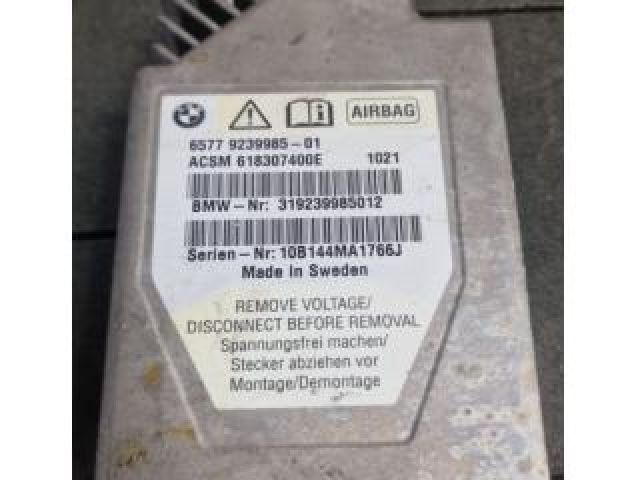 AIRBAG
6577 9239985-01
ACSM 618307400E 1021
BMW-Nr: 319239985012
Serien-Nr: 10B144MA1766J
Made in Sweden
REMOVE VOLTAGE/
DISCONNECT BEFORE REMOVAL
Spannungsfrei machen/
Stecker abziehen vor
Montage/Demontage